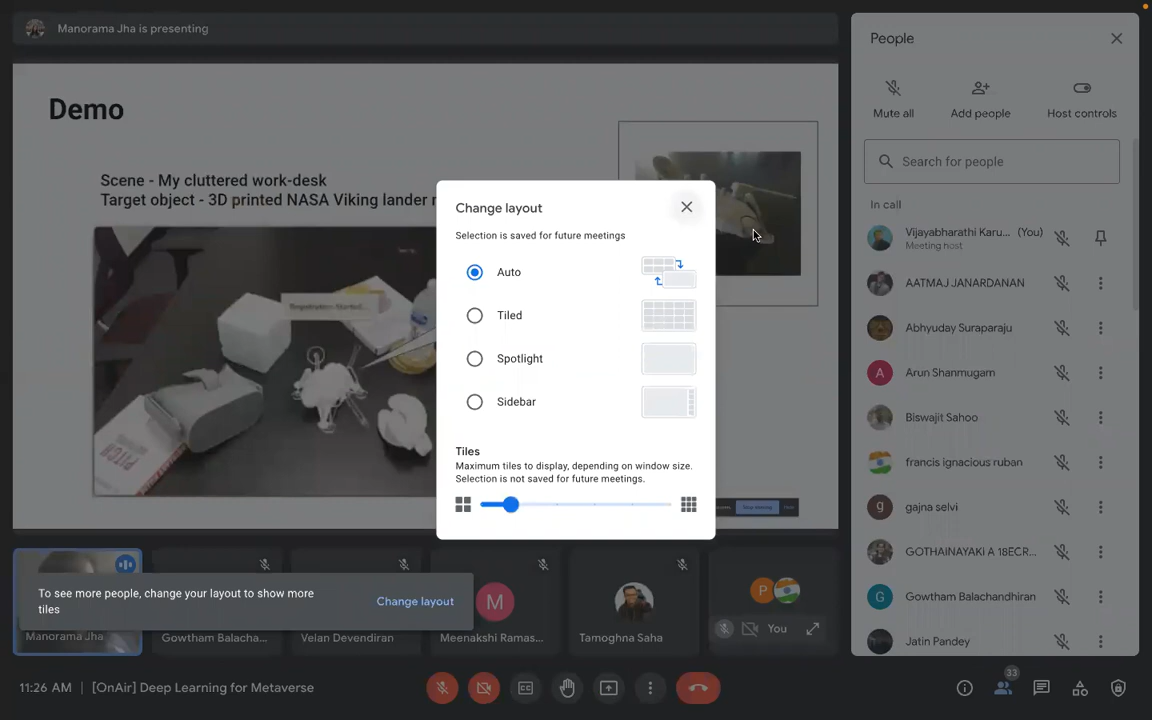 Manorama Jha is presenting
Demo
Scene - My cluttered work-desk
Target object - 3D printed NASA Viking lander
PITCH
Change layout
Selection is saved for future meetings
Auto
Tiled
Spotlight
Sidebar
Tiles
Maximum tiles to display, depending on window size.
Selection is not saved for future meetings.
To see more people, change your layout to show more
tiles
Change layout
Manorama Jha
Gowtham Balacha...
Velan Devendiran
M
Meenakshi Ramas...
Tamoghna Saha
P
You
People
Mute all
Add people
Host controls
Search for people
In call
Vijayabharathi Karu... (You)
Meeting host
AATMAJ JANARDANAN
Abhyuday Suraparaju
A
Arun Shanmugam
Biswajit Sahoo
francis ignacious ruban
g
gajna selvi
GOTHAiNAYAKI A 18ECR...
G
Gowtham Balachandhiran
Jatin Pandey
11:26 AM | [OnAir] Deep Learning for Metaverse
33